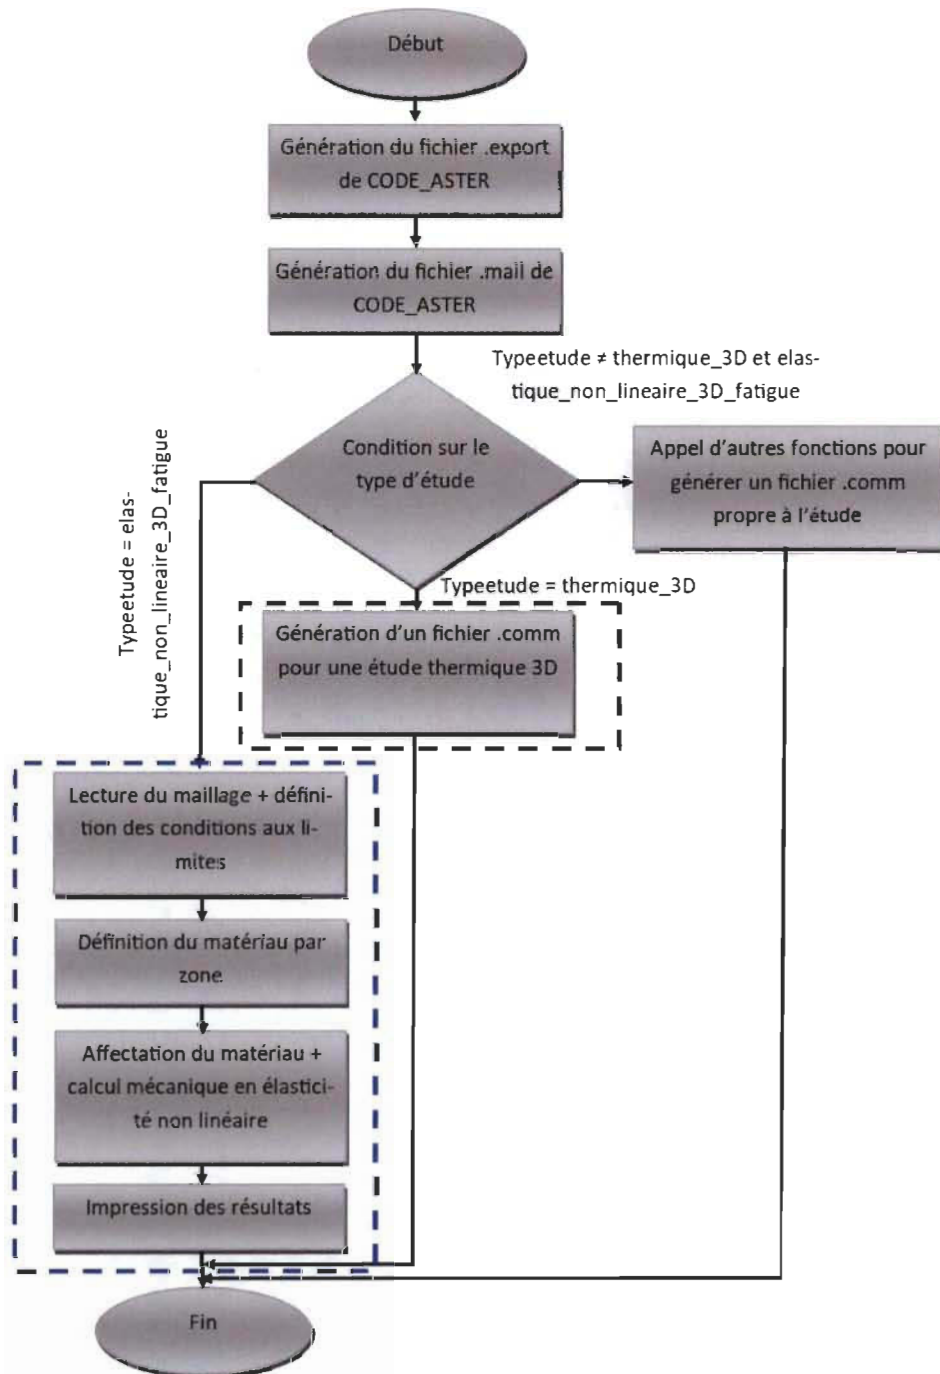 Début
Génération du fichier .export
de CODE_ASTER
Génération du fichier .mail de
CODE_ASTER
Typeetude ≠ thermique_3D et elas-
tique_non_lineaire_3D_fatigue
Condition sur le
type d'étude
Appel d'autres fonctions pour
générer un fichier .comm
propre à l'étude
Typeetude = elas-
tique_non_lineaire_3D_fatigue
Typeetude = thermique_3D
Génération d'un fichier .comm
pour une étude thermique 3D
Lecture du maillage + défini-
tion des conditions aux li-
mites
Définition du matériau par
zone
Affectation du matériau +
calcul mécanique en élastici-
té non linéaire
Impression des résultats
Fin